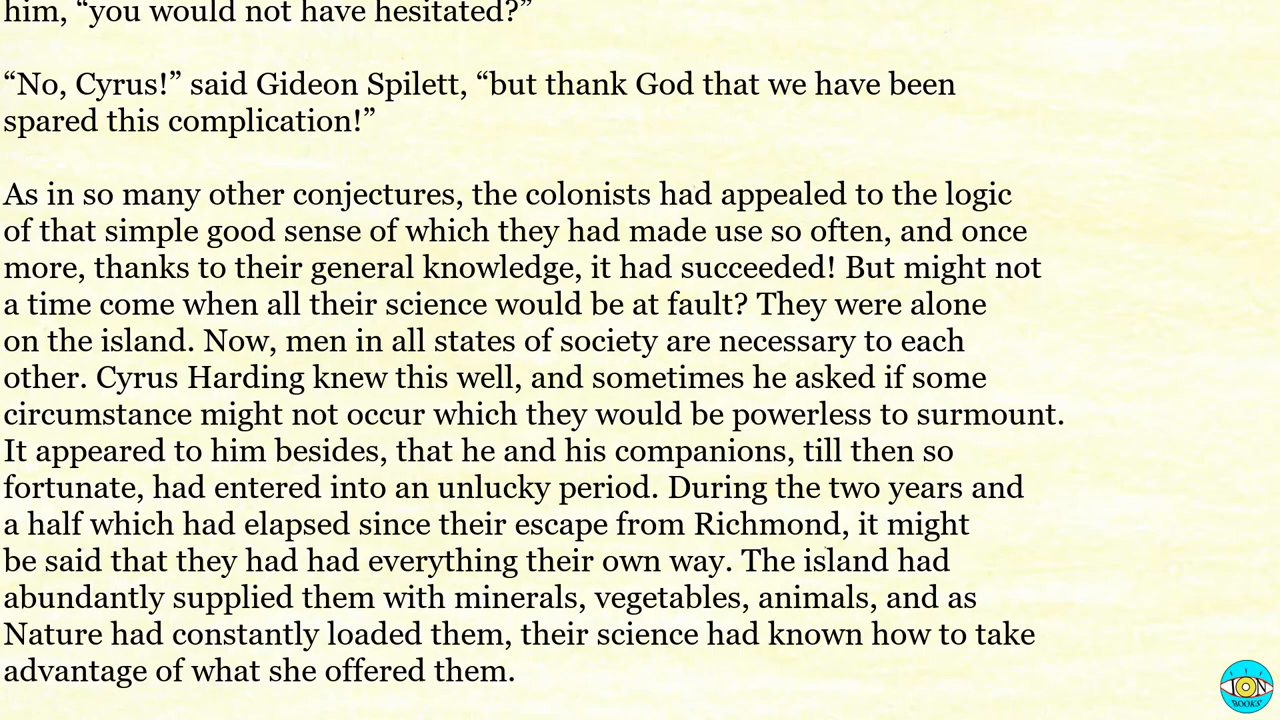 him, “you would not have hesitated?”
“No, Cyrus!” said Gideon Spilett, “but thank God that we have been
spared this complication!”
As in so many other conjectures, the colonists had appealed to the logic
of that simple good sense of which they had made use so often, and once
more, thanks to their general knowledge, it had succeeded! But might not
a time come when all their science would be at fault? They were alone
on the island. Now, men in all states of society are necessary to each
other. Cyrus Harding knew this well, and sometimes he asked if some
circumstance might not occur which they would be powerless to surmount.
It appeared to him besides, that he and his companions, till then so
fortunate, had entered into an unlucky period. During the two years and
a half which had elapsed since their escape from Richmond, it might
be said that they had had everything their own way. The island had
abundantly supplied them with minerals, vegetables, animals, and as
Nature had constantly loaded them, their science had known how to take
advantage of what she offered them.
ION
BOOKS